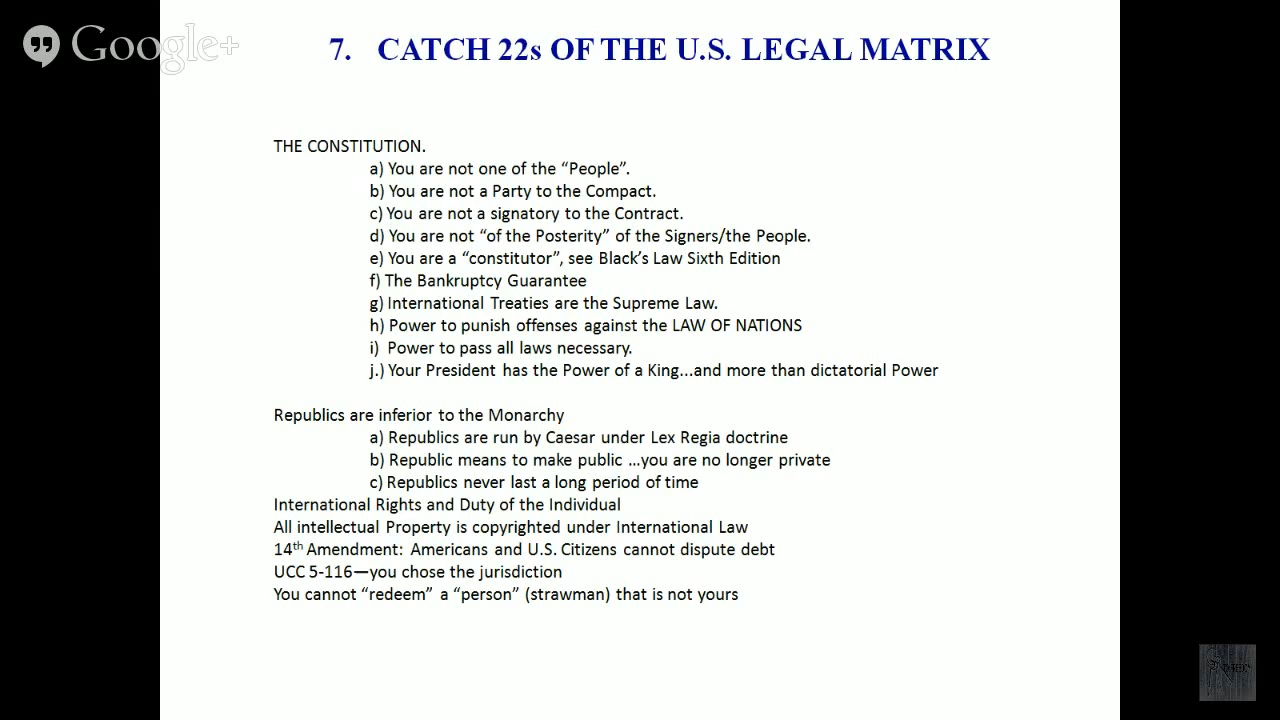 Google+
7. CATCH 22s OF THE U.S. LEGAL MATRIX
THE CONSTITUTION.
a) You are not one of the “People”.
b) You are not a Party to the Compact.
c) You are not a signatory to the Contract.
d) You are not “of the Posterity” of the Signers/the People.
e) You are a “constitutor”, see Black’s Law Sixth Edition
f) The Bankruptcy Guarantee
g) International Treaties are the Supreme Law.
h) Power to punish offenses against the LAW OF NATIONS
i) Power to pass all laws necessary.
j.) Your President has the Power of a King...and more than dictatorial Power
Republics are inferior to the Monarchy
a) Republics are run by Caesar under Lex Regia doctrine
b) Republic means to make public ...you are no longer private
c) Republics never last a long period of time
International Rights and Duty of the Individual
All intellectual Property is copyrighted under International Law
14th Amendment: Americans and U.S. Citizens cannot dispute debt
UCC 5-116—you chose the jurisdiction
You cannot “redeem” a “person” (strawman) that is not yours